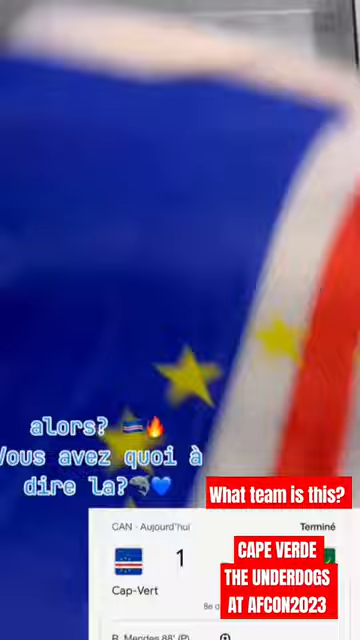 alors? 🇨🇻🔥
Vous avez quoi à
dire la?🦈💙
What team is this?
CAN · Aujourd'hui Terminé
1
CAPE VERDE
THE UNDERDOGS
AT AFCON2023
Cap-Vert
8e d
R. Mendes 88' (P)